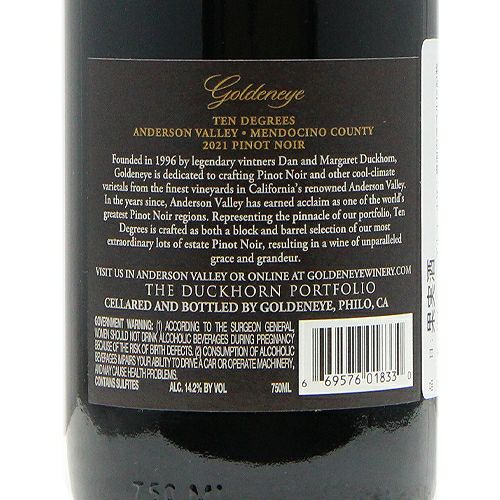 Goldeneye
TEN DEGREES
ANDERSON VALLEY • MENDOCINO COUNTY
2021 PINOT NOIR
Founded in 1996 by legendary vintners Dan and Margaret Duckhorn,
Goldeneye is dedicated to crafting Pinot Noir and other cool-climate
varietals from the finest vineyards in California's renowned Anderson Valley.
In the years since, Anderson Valley has earned acclaim as one of the world's
greatest Pinot Noir regions. Representing the pinnacle of our portfolio, Ten
Degrees is crafted as both a block and barrel selection of our most
extraordinary lots of estate Pinot Noir, resulting in a wine of unparalleled
grace and grandeur.
VISIT US IN ANDERSON VALLEY OR ONLINE AT GOLDENEYEWINERY.COM
THE DUCKHORN PORTFOLIO
CELLARED AND BOTTLED BY GOLDENEYE, PHILO, CA
GOVERNMENT WARNING: (1) ACCORDING TO THE SURGEON GENERAL,
WOMEN SHOULD NOT DRINK ALCOHOLIC BEVERAGES DURING PREGNANCY
BECAUSE OF THE RISK OF BIRTH DEFECTS. (2) CONSUMPTION OF ALCOHOLIC
BEVERAGES IMPAIRS YOUR ABILITY TO DRIVE A CAR OR OPERATE MACHINERY,
AND MAY CAUSE HEALTH PROBLEMS.
CONTAINS SULFITES ALC. 14.2% BY VOL 750ML
6 69576 01833 0
果実酒
750 ML